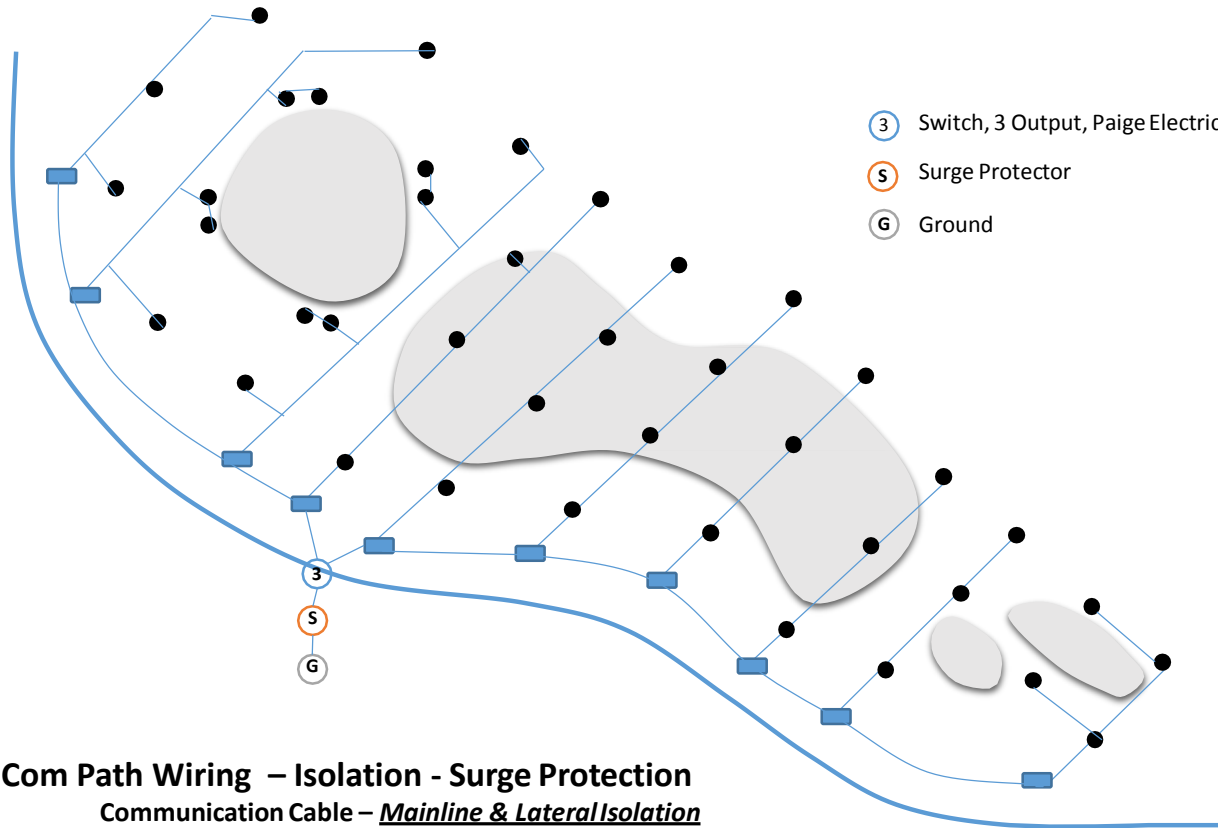 3 Switch, 3 Output, Paige Electric
S Surge Protector
G Ground
3
S
G
Com Path Wiring – Isolation - Surge Protection
Communication Cable – Mainline & Lateral Isolation